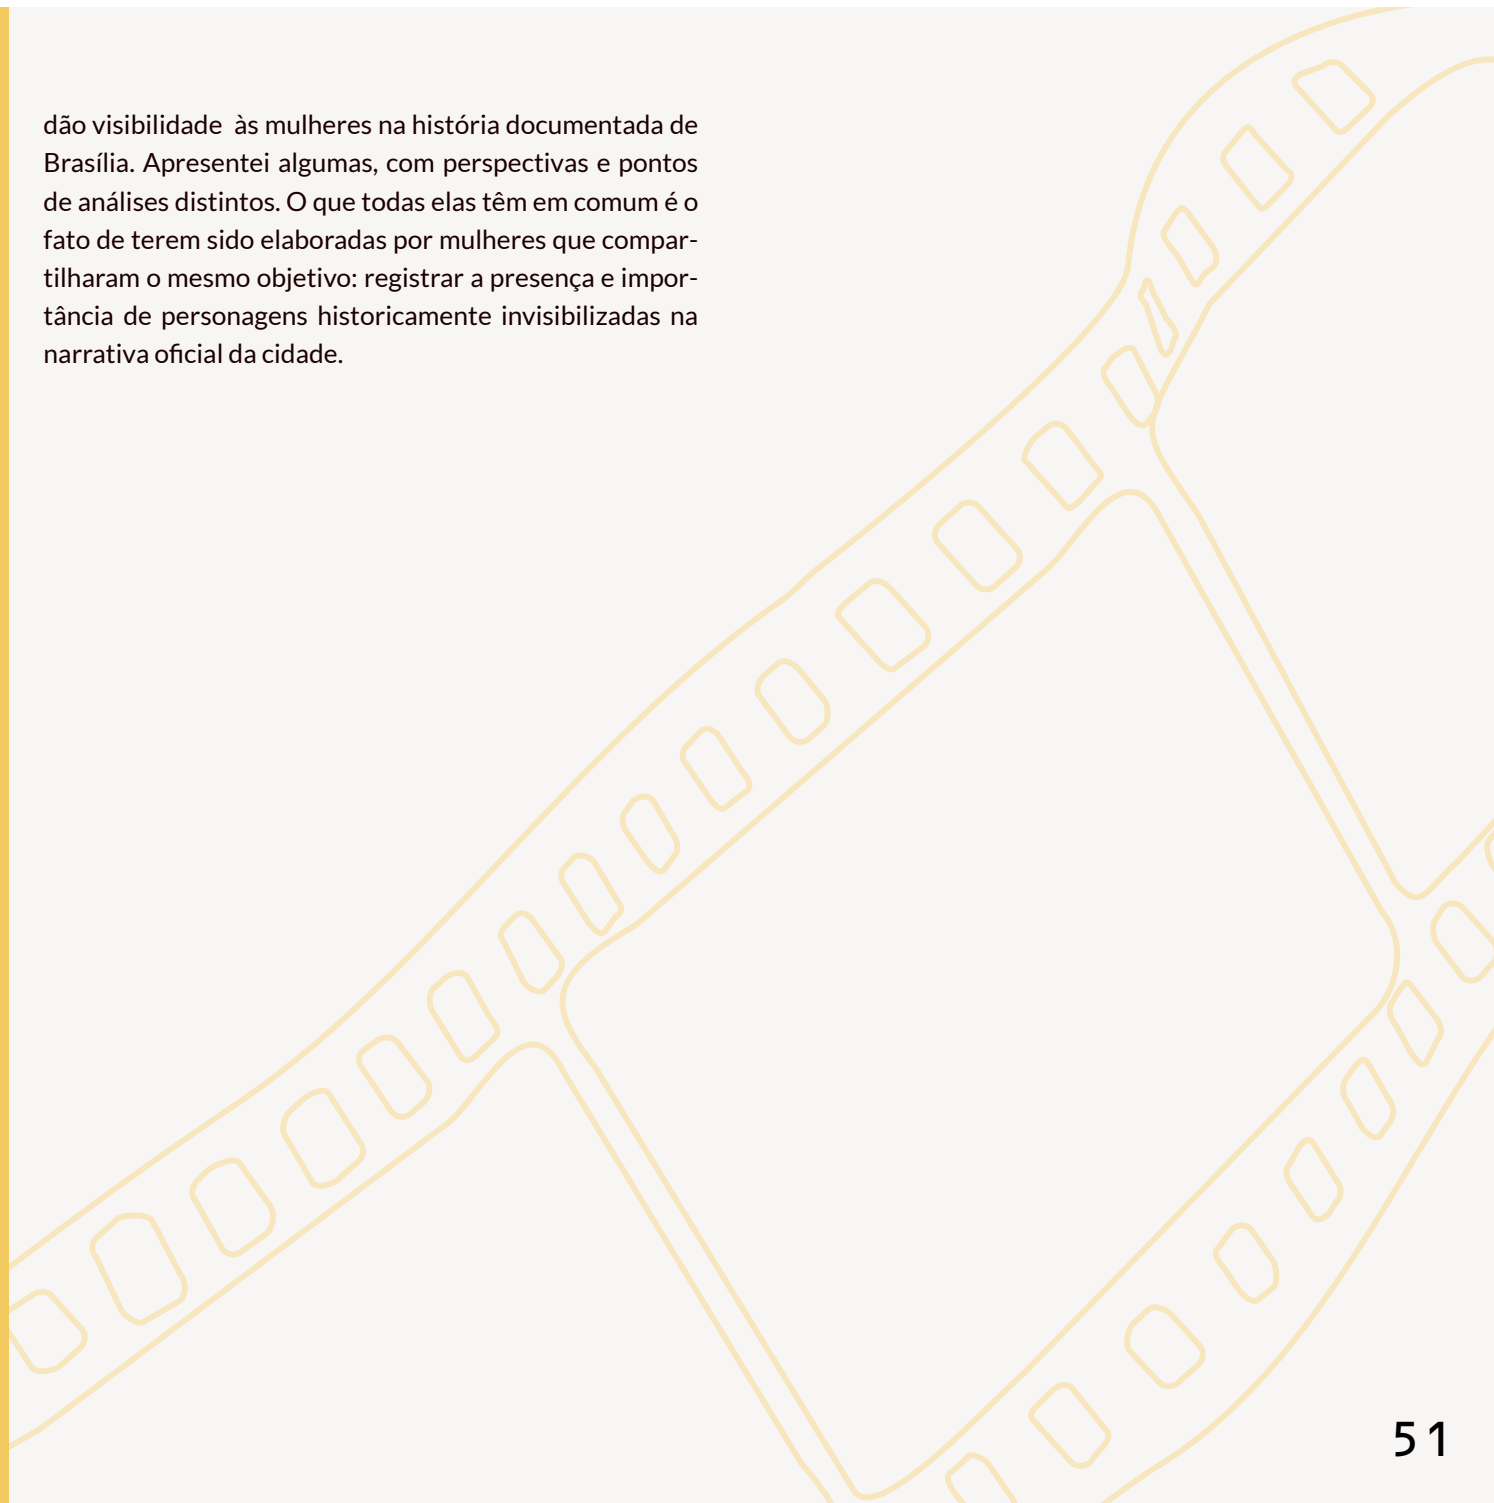 dão visibilidade  às mulheres na história documentada de
Brasília. Apresentei algumas, com perspectivas e pontos
de análises distintos. O que todas elas têm em comum é o
fato de terem sido elaboradas por mulheres que compar-
tilharam o mesmo objetivo: registrar a presença e impor-
tância de personagens historicamente invisibilizadas na
narrativa oficial da cidade.
51